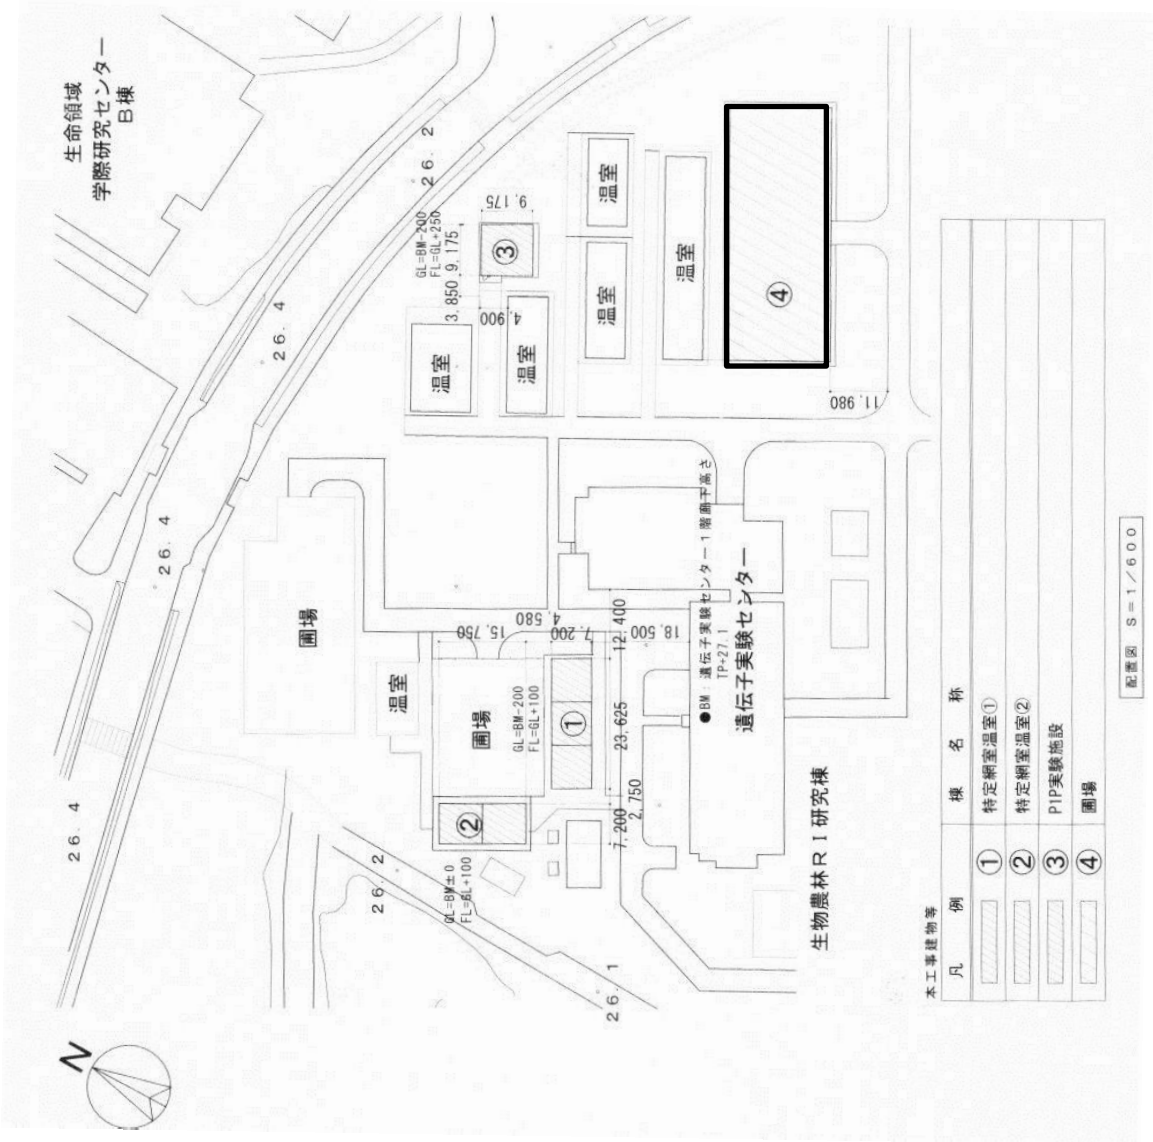 生命領域
学際研究センター
B棟
26.2
GL=BM-200
FL=GL+250
9.175
9.175
3.850
4.900
③
温室
温室
温室
温室
温室
④
11.980
26.4
26.4
26.4
圃場
温室
圃場
15.750
4.580
7.200
12.400
18.500
GL=BM-200
FL=GL+100
①
23.625
2.750
7.200
②
GL=BM±0
FL=GL+100
26.2
26.1
●BM:遺伝子実験センター1階廊下高さ
TP+27.1
遺伝子実験センター
生物農林RI研究棟
N
本工事建物等
凡例 棟名称
① 特定網室温室①
② 特定網室温室②
③ P1P実験施設
④ 圃場
配置図 S=1/600